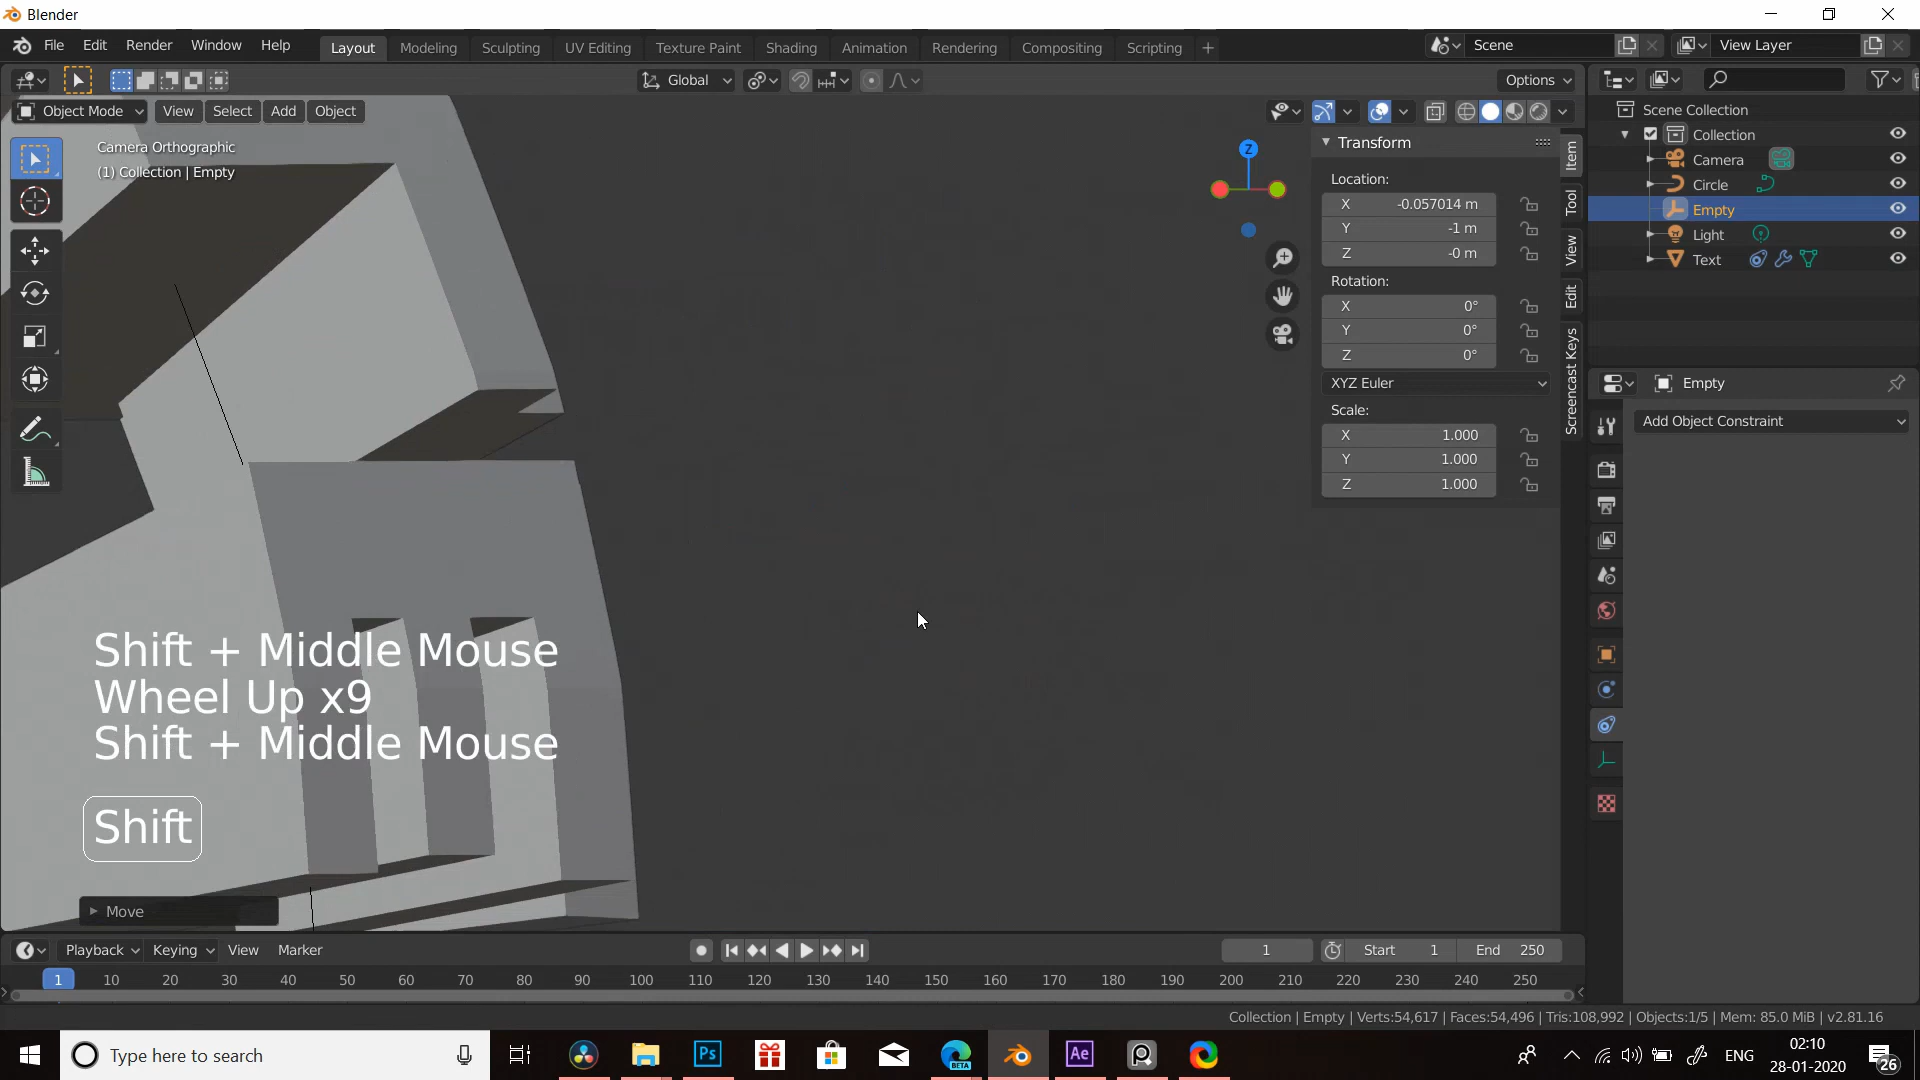 Blender
File Edit Render Window Help Layout Modeling Sculpting UV Editing Texture Paint Shading Animation Rendering Compositing Scripting + Scene View Layer
Global Options
Object Mode View Select Add Object
Camera Orthographic
(1) Collection | Empty
Z
Transform
Location:
X -0.057014 m
Y -1 m
Z -0 m
Rotation:
X 0°
Y 0°
Z 0°
XYZ Euler
Scale:
X 1.000
Y 1.000
Z 1.000
Item
Tool
View
Edit
Screencast Keys
Scene Collection
Collection
Camera
Circle
Empty
Light
Text
Empty
Add Object Constraint
Shift + Middle Mouse
Wheel Up x9
Shift + Middle Mouse
Shift
Move
Playback Keying View Marker 1 Start 1 End 250
1 10 20 30 40 50 60 70 80 90 100 110 120 130 140 150 160 170 180 190 200 210 220 230 240 250
Collection | Empty | Verts:54,617 | Faces:54,496 | Tris:108,992 | Objects:1/5 | Mem: 85.0 MiB | v2.81.16
Type here to search
Ps
BETA
Ae
ENG
02:10
28-01-2020
26